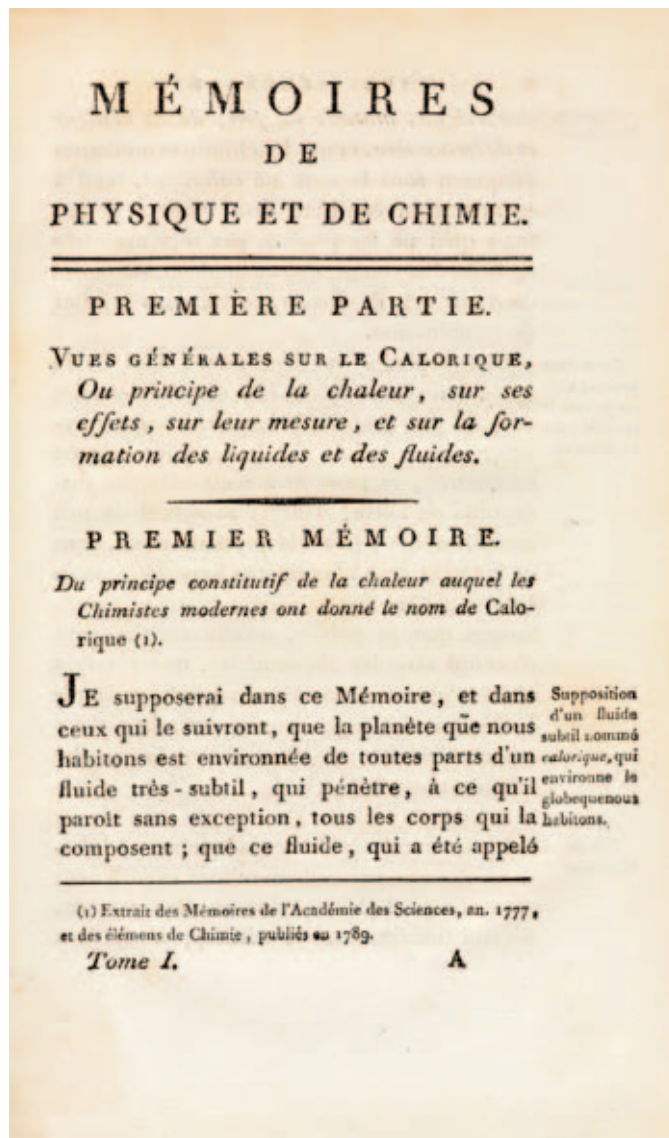 MÉMOIRES
DE
PHYSIQUE ET DE CHIMIE.
PREMIÈRE PARTIE.
VUES GÉNÉRALES SUR LE CALORIQUE,
Ou principe de la chaleur, sur ses
effets, sur leur mesure, et sur la for-
mation des liquides et des fluides.
PREMIER MÉMOIRE.
Du principe constitutif de la chaleur auquel les
Chimistes modernes ont donné le nom de Calo-
rique (1).
JE supposerai dans ce Mémoire, et dans
ceux qui le suivront, que la planète que nous
habitons est environnée de toutes parts d'un
fluide très-subtil, qui pénètre, à ce qu'il
paroît sans exception, tous les corps qui la
composent; que ce fluide, qui a été appelé
Supposition
d'un fluide
subtil nommé
calorique, qui
environne le
globe que nous
habitons.
(1) Extrait des Mémoires de l'Académie des Sciences, an. 1777,
et des élémens de Chimie, publiés en 1789.
Tome I. A